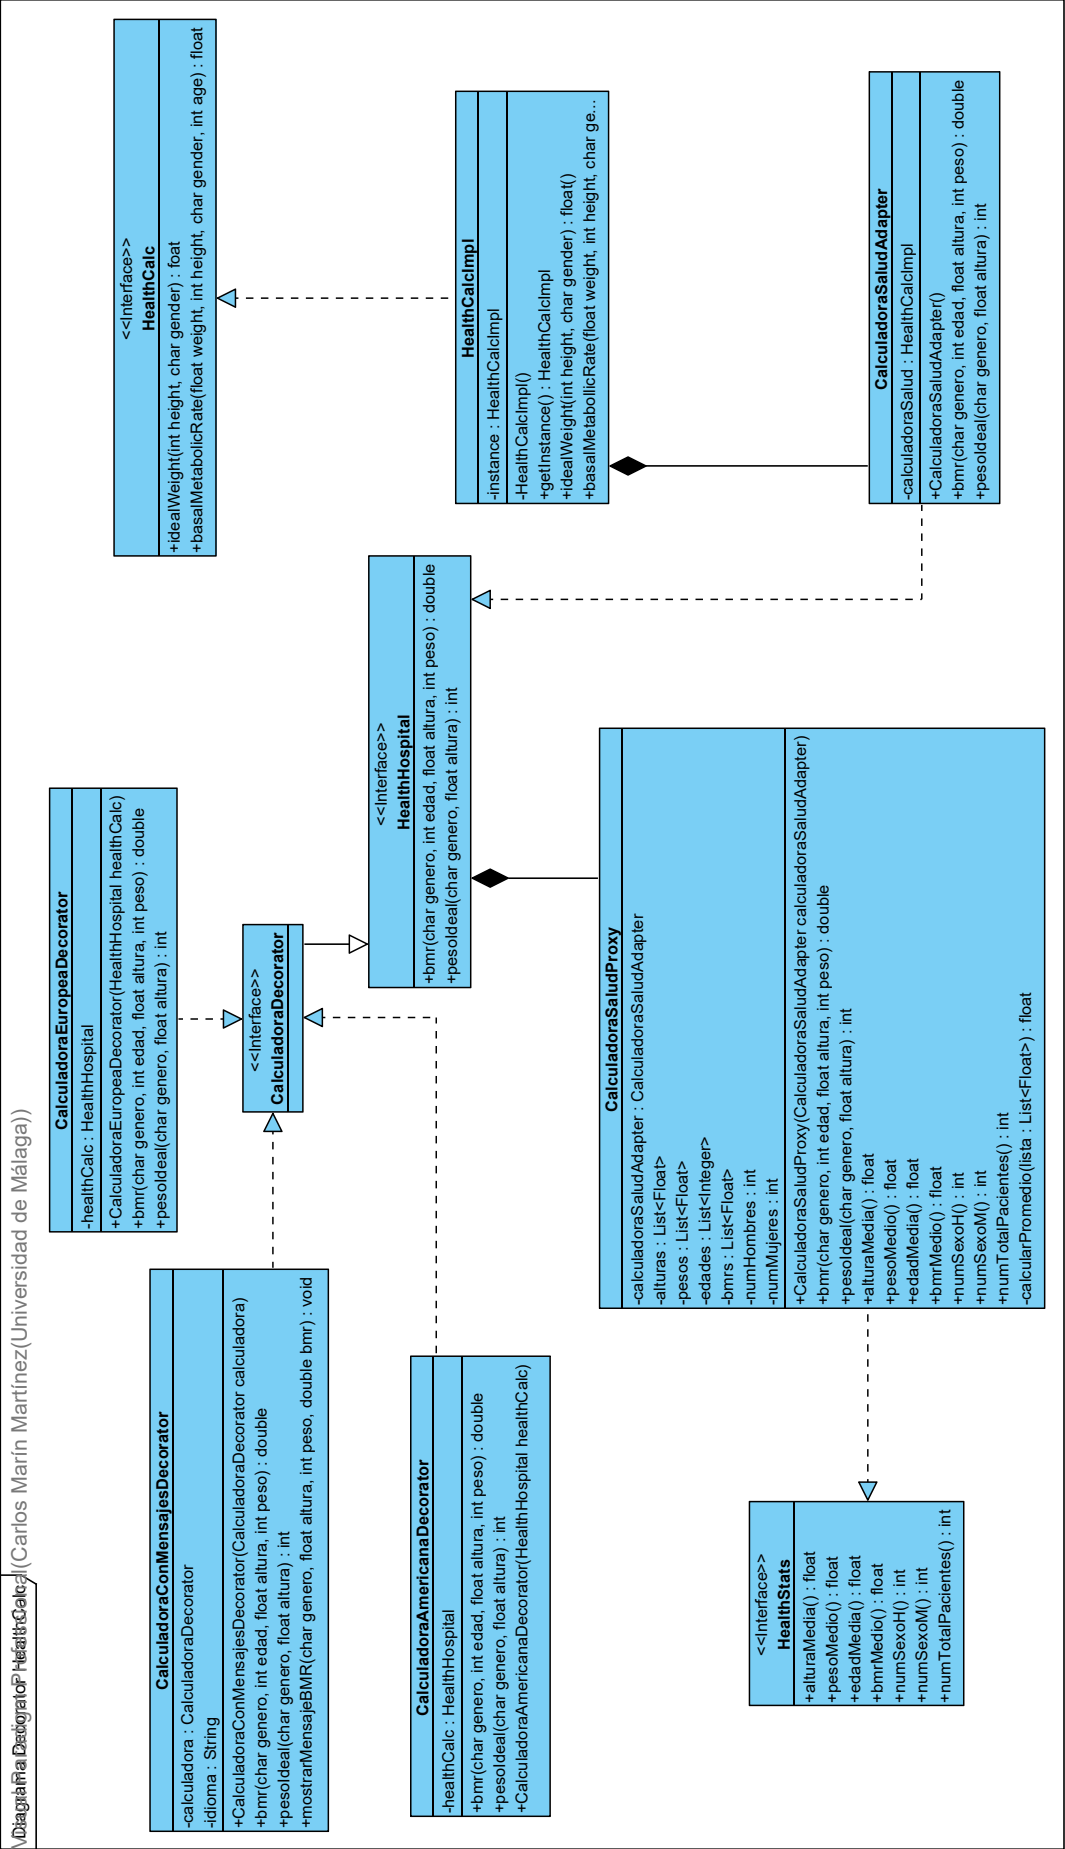 Visual Paradigm Professional(Carlos Marín Martínez(Universidad de Málaga))
Diagrama Decorator HealthCalc
CalculadoraConMensajesDecorator
-calculadora : CalculadoraDecorator
-idioma : String
+CalculadoraConMensajesDecorator(CalculadoraDecorator calculadora)
+bmr(char genero, int edad, float altura, int peso) : double
+pesoIdeal(char genero, float altura) : int
+mostrarMensajeBMR(char genero, float altura, int peso, double bmr) : void
CalculadoraEuropeaDecorator
-healthCalc : HealthHospital
+CalculadoraEuropeaDecorator(HealthHospital healthCalc)
+bmr(char genero, int edad, float altura, int peso) : double
+pesoIdeal(char genero, float altura) : int
<<Interface>>
HealthCalc
+idealWeight(int height, char gender) : foat
+basalMetabolicRate(float weight, int height, char gender, int age) : float
<<Interface>>
CalculadoraDecorator
CalculadoraAmericanaDecorator
-healthCalc : HealthHospital
+bmr(char genero, int edad, float altura, int peso) : double
+pesoIdeal(char genero, float altura) : int
+CalculadoraAmericanaDecorator(HealthHospital healthCalc)
<<Interface>>
HealthHospital
+bmr(char genero, int edad, float altura, int peso) : double
+pesoIdeal(char genero, float altura) : int
HealthCalcImpl
-instance : HealthCalcImpl
-HealthCalcImpl()
+getInstance() : HealthCalcImpl
+idealWeight(int height, char gender) : float()
+basalMetabollicRate(float weight, int height, char ge...
<<Interface>>
HealthStats
+alturaMedia() : float
+pesoMedio() : float
+edadMedia() : float
+bmrMedio() : float
+numSexoH() : int
+numSexoM() : int
+numTotalPacientes() : int
CalculadoraSaludProxy
-calculadoraSaludAdapter : CalculadoraSaludAdapter
-alturas : List<Float>
-pesos : List<Float>
-edades : List<Integer>
-bmrs : List<Float>
-numHombres : int
-numMujeres : int
+CalculadoraSaludProxy(CalculadoraSaludAdapter calculadoraSaludAdapter)
+bmr(char genero, int edad, float altura, int peso) : double
+pesoIdeal(char genero, float altura) : int
+alturaMedia() : float
+pesoMedio() : float
+edadMedia() : float
+bmrMedio() : float
+numSexoH() : int
+numSexoM() : int
+numTotalPacientes() : int
-calcularPromedio(lista : List<Float>) : float
CalculadoraSaludAdapter
-calculadoraSalud : HealthCalcImpl
+CalculadoraSaludAdapter()
+bmr(char genero, int edad, float altura, int peso) : double
+pesoIdeal(char genero, float altura) : int